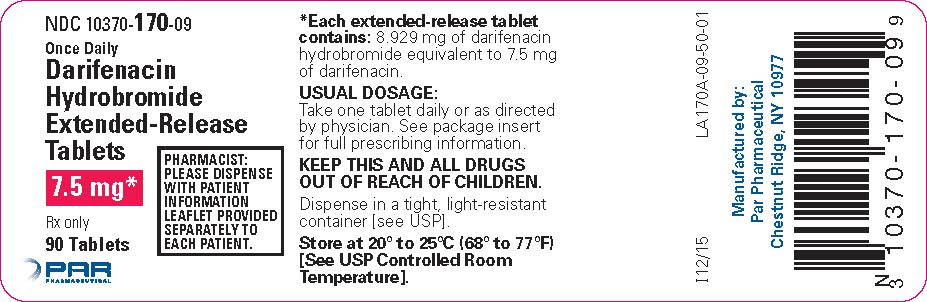 NDC 10370-170-09
Once Daily
Darifenacin
Hydrobromide
Extended-Release
Tablets
7.5 mg*
Rx only
90 Tablets
PAR
PHARMACEUTICAL
PHARMACIST:
PLEASE DISPENSE
WITH PATIENT
INFORMATION
LEAFLET PROVIDED
SEPARATELY TO
EACH PATIENT.
*Each extended-release tablet
contains: 8.929 mg of darifenacin
hydrobromide equivalent to 7.5 mg
of darifenacin.
USUAL DOSAGE:
Take one tablet daily or as directed
by physician. See package insert
for full prescribing information.
KEEP THIS AND ALL DRUGS
OUT OF REACH OF CHILDREN.
Dispense in a tight, light-resistant
container [see USP].
Store at 20° to 25°C (68° to 77°F)
[See USP Controlled Room
Temperature].
I12/15
LA170A-09-50-01
Manufactured by:
Par Pharmaceutical
Chestnut Ridge, NY 10977
N
3 10370-170-09 9